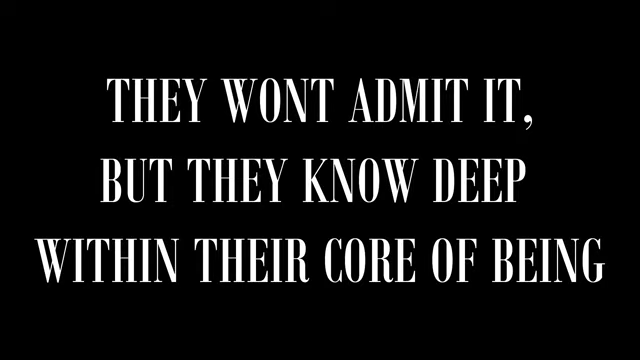 THEY WONT ADMIT IT,
BUT THEY KNOW DEEP
WITHIN THEIR CORE OF BEING